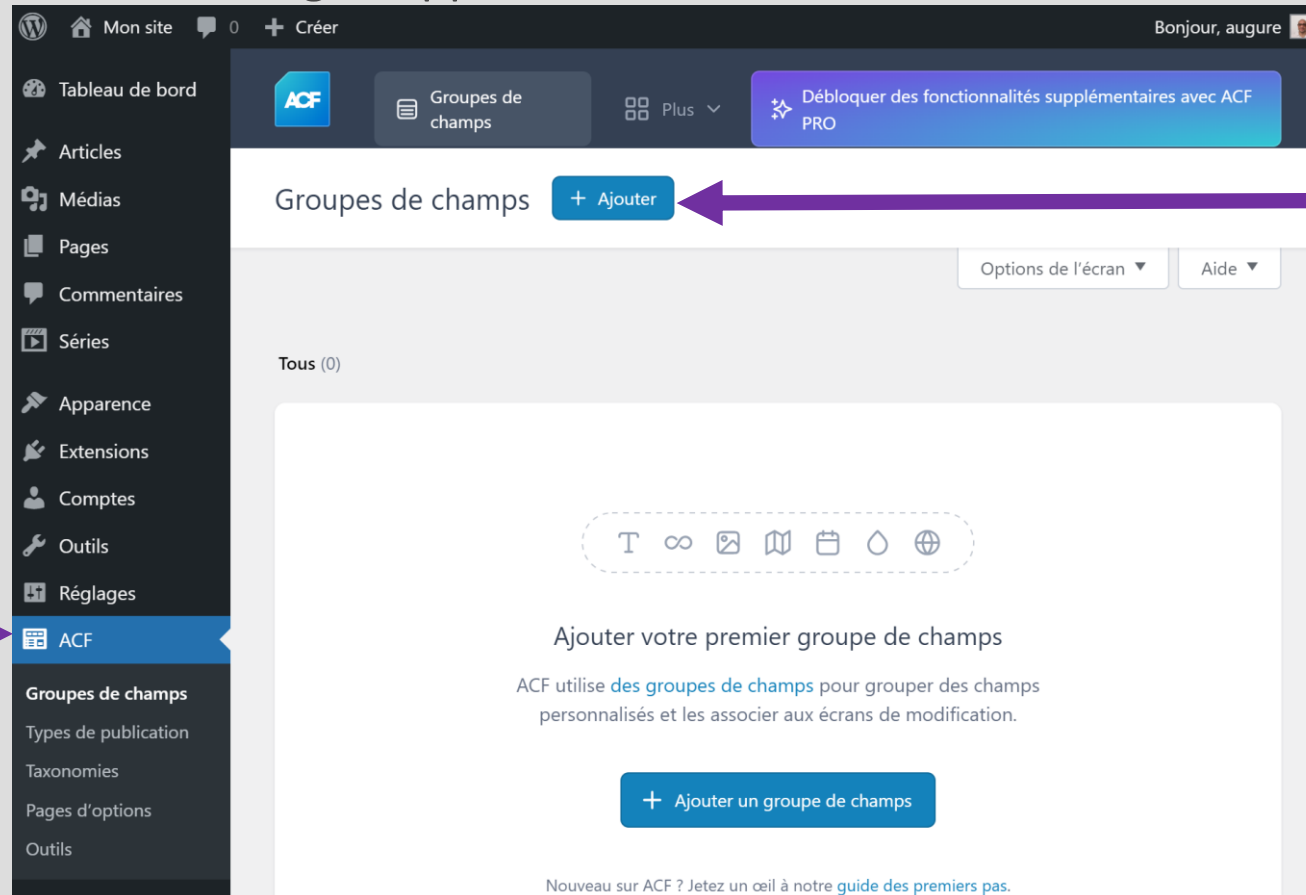 Mon site 0 + Créer Bonjour, augure
Tableau de bord
Articles
Médias
Pages
Commentaires
Séries
Apparence
Extensions
Comptes
Outils
Réglages
ACF
Groupes de champs
Types de publication
Taxonomies
Pages d'options
Outils
ACF
Groupes de
champs
Plus
Débloquer des fonctionnalités supplémentaires avec ACF
PRO
Groupes de champs
+ Ajouter
Options de l'écran ▼
Aide ▼
Tous (0)
Ajouter votre premier groupe de champs
ACF utilise des groupes de champs pour grouper des champs
personnalisés et les associer aux écrans de modification.
+ Ajouter un groupe de champs
Nouveau sur ACF ? Jetez un œil à notre guide des premiers pas.